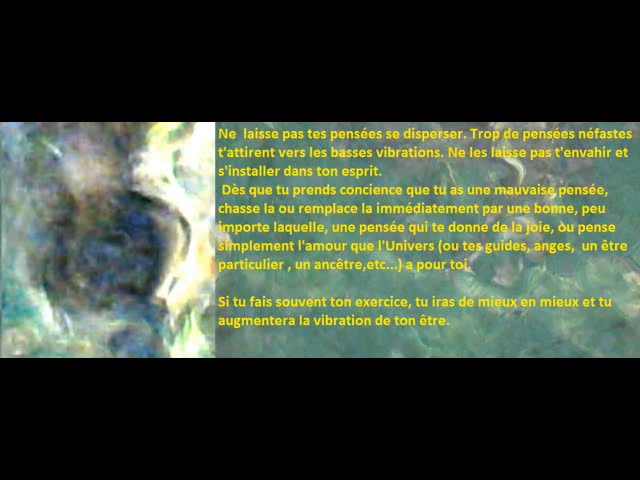 Ne  laisse pas tes pensées se disperser. Trop de pensées néfastes
t'attirent vers les basses vibrations. Ne les laisse pas t'envahir et
s'installer dans ton esprit.
Dès que tu prends concience que tu as une mauvaise pensée,
chasse la ou remplace la immédiatement par une bonne, peu
importe laquelle, une pensée qui te donne de la joie, òu pense
simplement l'amour que l'Univers (ou tes guides, anges,  un être
particulier , un ancêtre,etc...) a pour toi.
Si tu fais souvent ton exercice, tu iras de mieux en mieux et tu
augmentera la vibration de ton être.